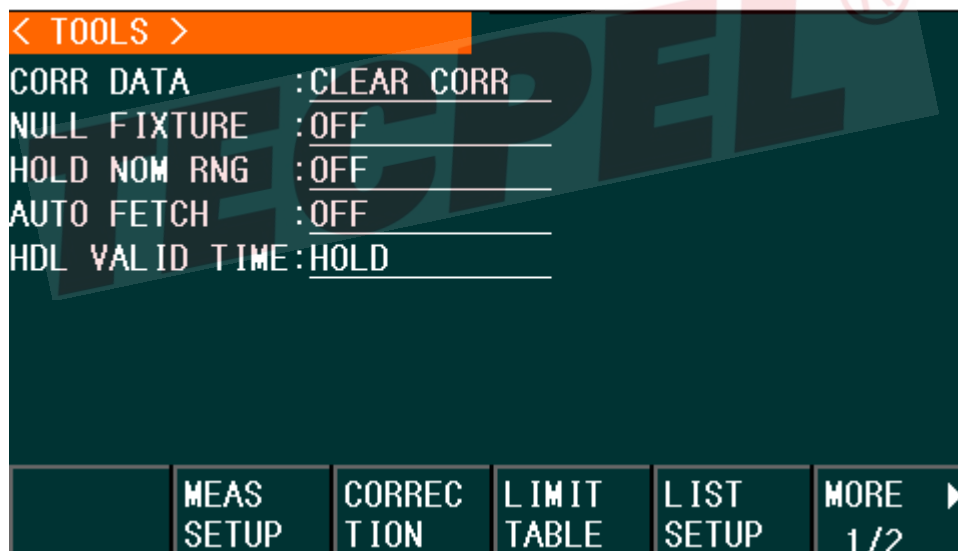 < TOOLS >
CORR DATA :CLEAR CORR
NULL FIXTURE :OFF
HOLD NOM RNG :OFF
AUTO FETCH :OFF
HDL VALID TIME:HOLD
TECPEL ®
MEAS SETUP
CORREC TION
LIMIT TABLE
LIST SETUP
MORE 1/2